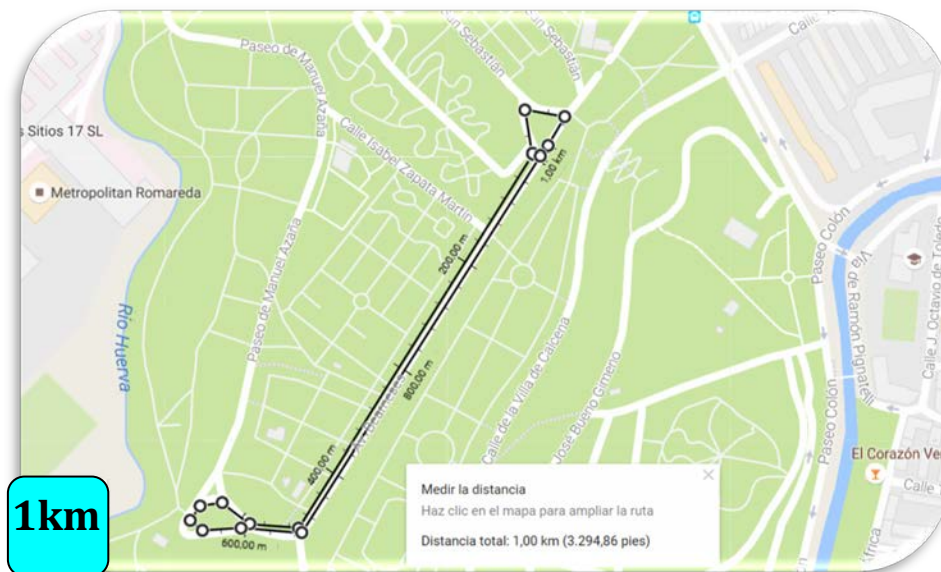 San Sebastián
San Sebastián
Paseo de Manuel Azaña
Sitios 17 SL
Calle Isabel Zapata Martín
1,00 km
Metropolitan Romareda
Paseo Colón
Vía de Ramón Pignatelli
Calle J. Octavio de Toledo
200,00 m
Río Huerva
Paseo de Manuel Azaña
800,00 m
Calle de la Villa de Calcena
José Bueno Gimeno
Paseo Colón
400,00 m
El Corazón Ve
Medir la distancia
Haz clic en el mapa para ampliar la ruta
Distancia total: 1,00 km (3.294,86 pies)
1km
600,00 m